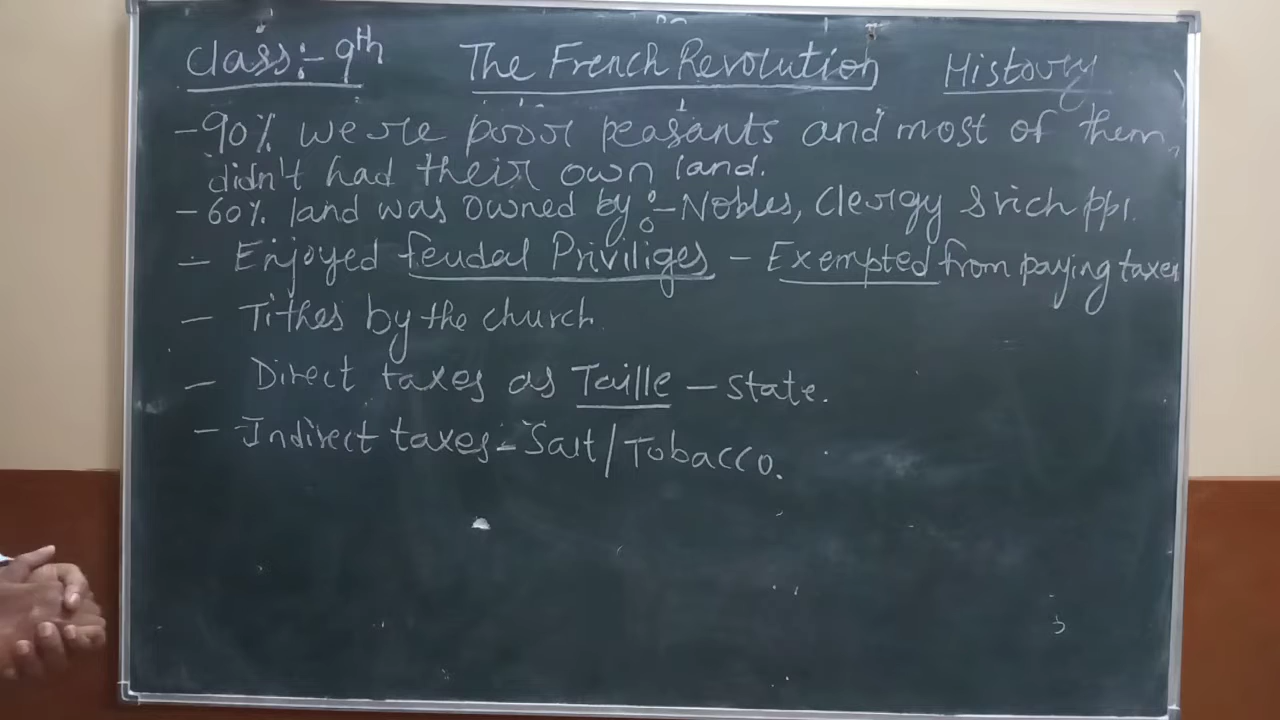 Class:- 9th The French Revolution History
- 90% were poor peasants and most of them
didn't had their own land.
- 60% land was owned by :- Nobles, Clergy & rich ppl.
- Enjoyed feudal Priviliges - Exempted from paying taxes
- Tithes by the church.
- Direct taxes as Taille - State.
- Indirect taxes - Salt/Tobacco.